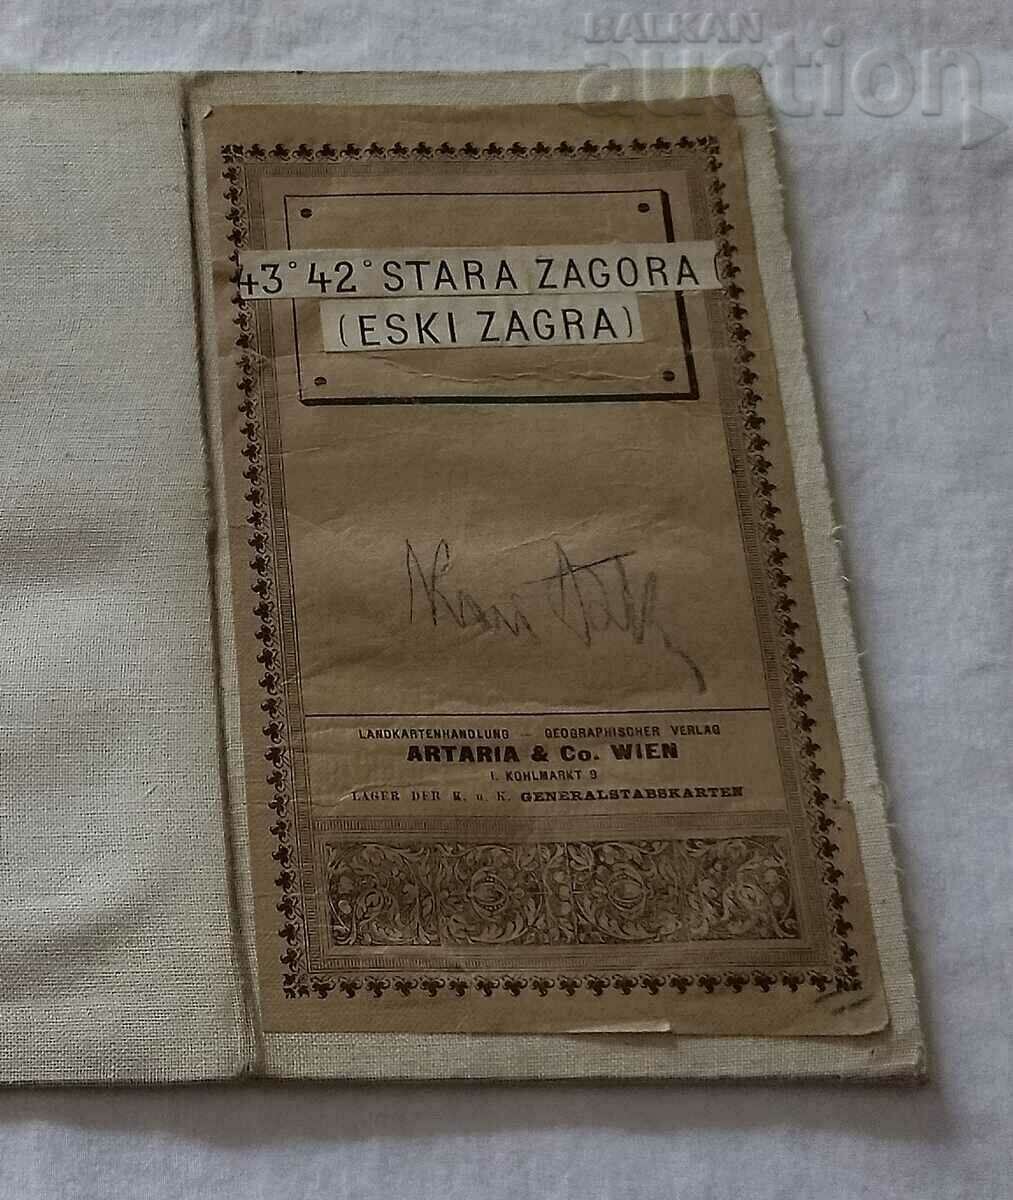 BALKAN
auction
43° 42° STARA ZAGORA (
(ESKI ZAGRA)
LANDKARTENHANDLUNG — GEOGRAPHISCHER VERLAG
ARTARIA & Co. WIEN
I. KOHLMARKT 9
LAGER DER K. u. K. GENERALSTABSKARTEN